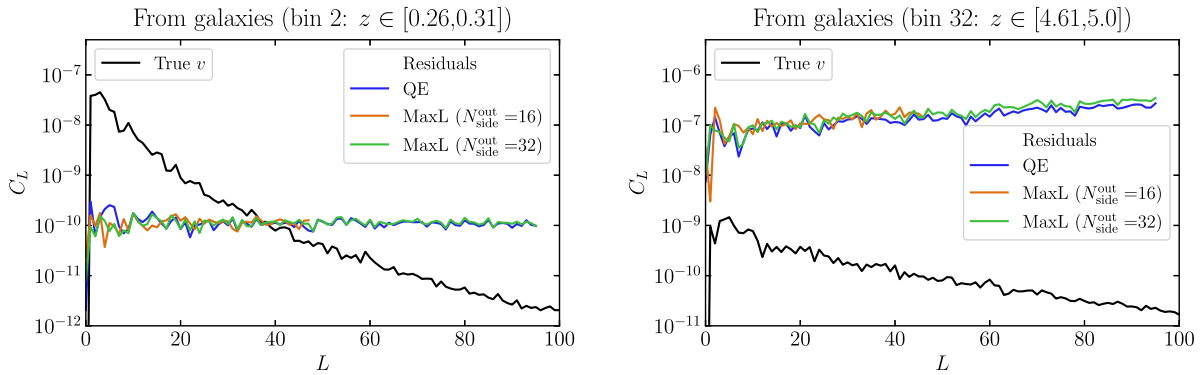 From galaxies (bin 2: z ∈ [0.26,0.31])
True v
Residuals
QE
MaxL (N_side^out =16)
MaxL (N_side^out =32)
10^−7
10^−8
10^−9
10^−10
10^−11
10^−12
C_L
0 20 40 60 80 100
L
From galaxies (bin 32: z ∈ [4.61,5.0])
True v
Residuals
QE
MaxL (N_side^out =16)
MaxL (N_side^out =32)
10^−6
10^−7
10^−8
10^−9
10^−10
10^−11
C_L
0 20 40 60 80 100
L